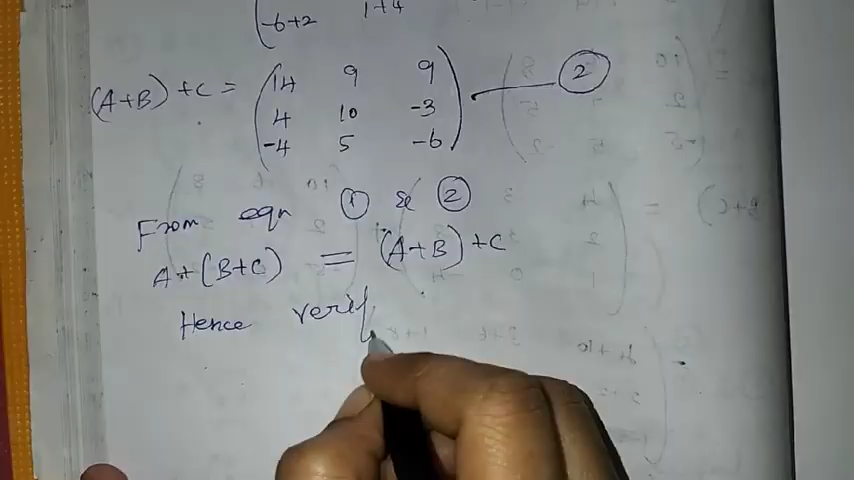 -6+2 1+4
(A+B)+C = 14 9 9 ②
4 10 -3
-4 5 -6
From eqn ① & ②
A+(B+C) = (A+B)+C
Hence verif